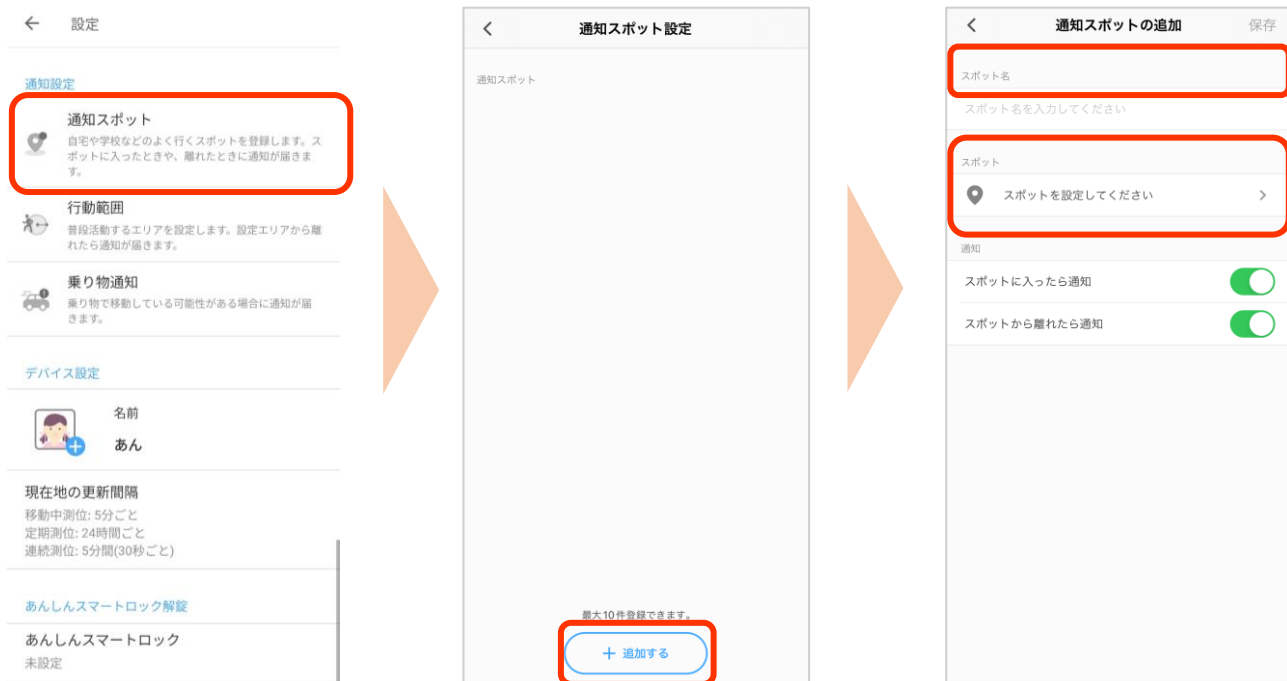 設定
通知設定
通知スポット
自宅や学校などのよく行くスポットを登録します。ス
ポットに入ったときや、離れたときに通知が届きま
す。
行動範囲
普段活動するエリアを設定します。設定エリアから離
れたら通知が届きます。
乗り物通知
乗り物で移動している可能性がある場合に通知が届
きます。
デバイス設定
名前
あん
現在地の更新間隔
移動中測位: 5分ごと
定期測位: 24時間ごと
連続測位: 5分間(30秒ごと)
あんしんスマートロック解錠
あんしんスマートロック
未設定
通知スポット設定
通知スポット
最大10件登録できます。
+ 追加する
通知スポットの追加
保存
スポット名
スポット名を入力してください
スポット
スポットを設定してください
通知
スポットに入ったら通知
スポットから離れたら通知